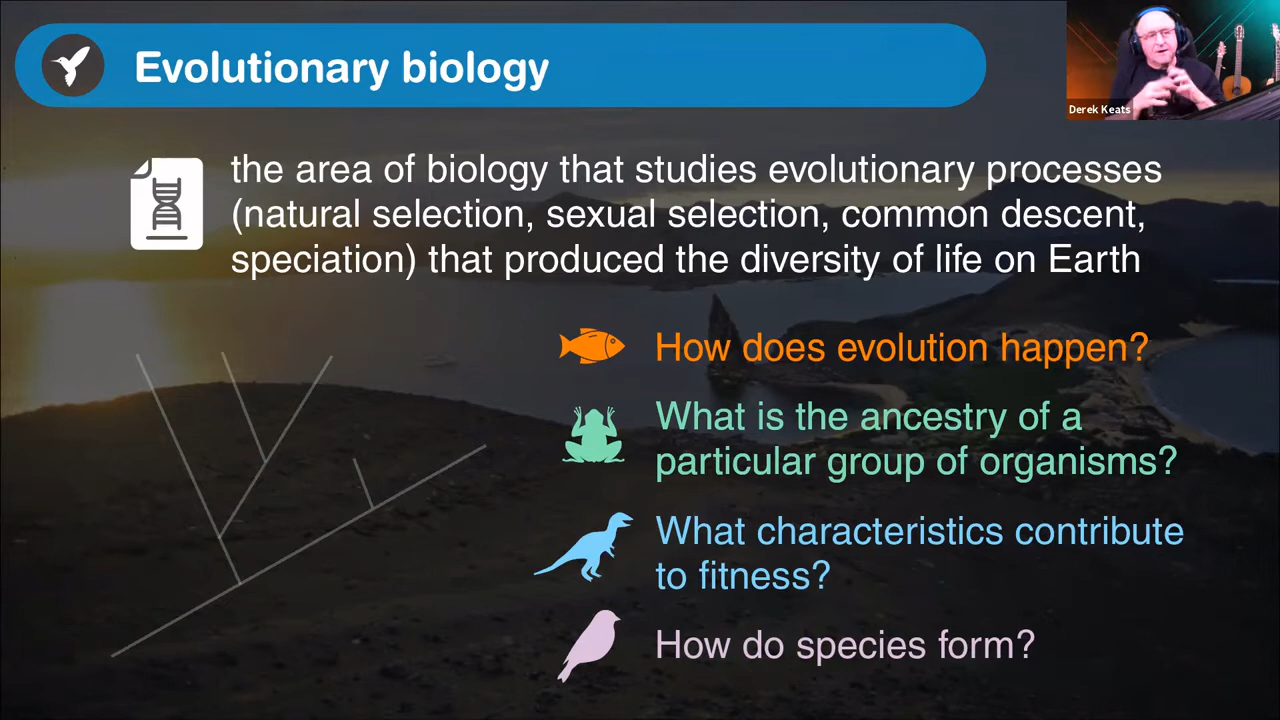 Evolutionary biology
Derek Keats
the area of biology that studies evolutionary processes
(natural selection, sexual selection, common descent,
speciation) that produced the diversity of life on Earth
How does evolution happen?
What is the ancestry of a
particular group of organisms?
What characteristics contribute
to fitness?
How do species form?